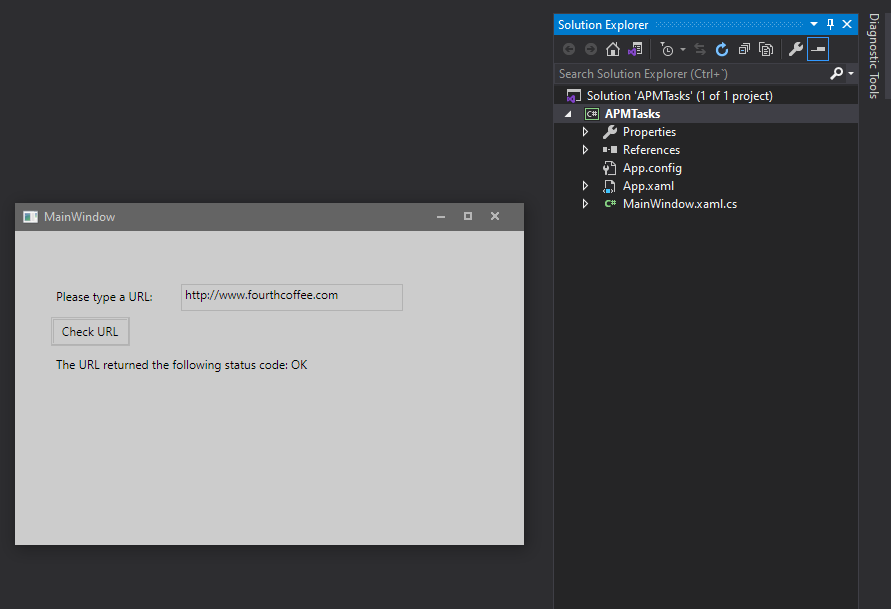 Solution Explorer
Search Solution Explorer (Ctrl+`)
Solution 'APMTasks' (1 of 1 project)
C# APMTasks
Properties
References
App.config
App.xaml
C# MainWindow.xaml.cs
Diagnostic Tools
MainWindow
Please type a URL:
http://www.fourthcoffee.com
Check URL
The URL returned the following status code: OK